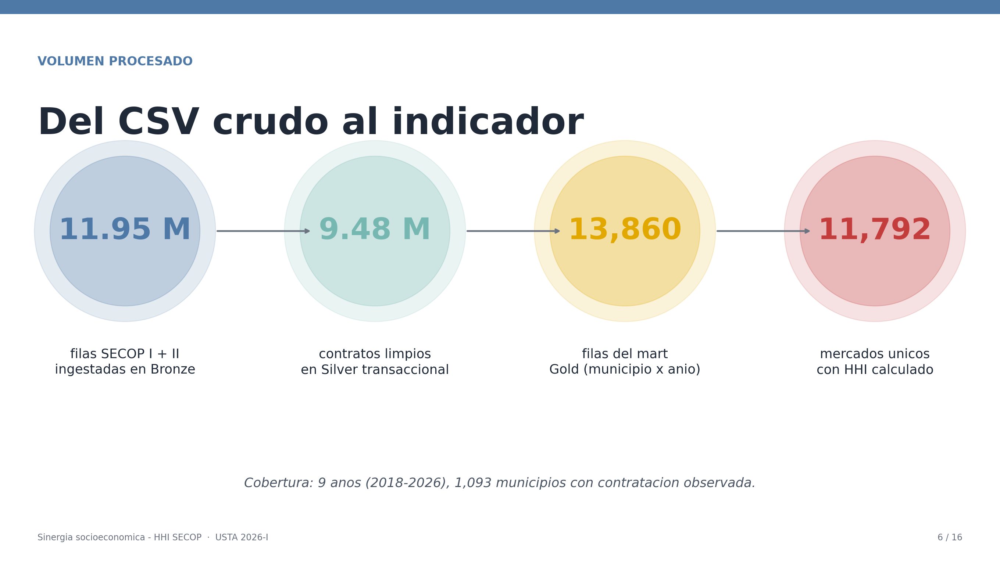 VOLUMEN PROCESADO
Del CSV crudo al indicador
11.95 M
9.48 M
13,860
11,792
filas SECOP I + II
ingestadas en Bronze
contratos limpios
en Silver transaccional
filas del mart
Gold (municipio x anio)
mercados unicos
con HHI calculado
Cobertura: 9 anos (2018-2026), 1,093 municipios con contratacion observada.
Sinergia socioeconomica - HHI SECOP · USTA 2026-I
6 / 16